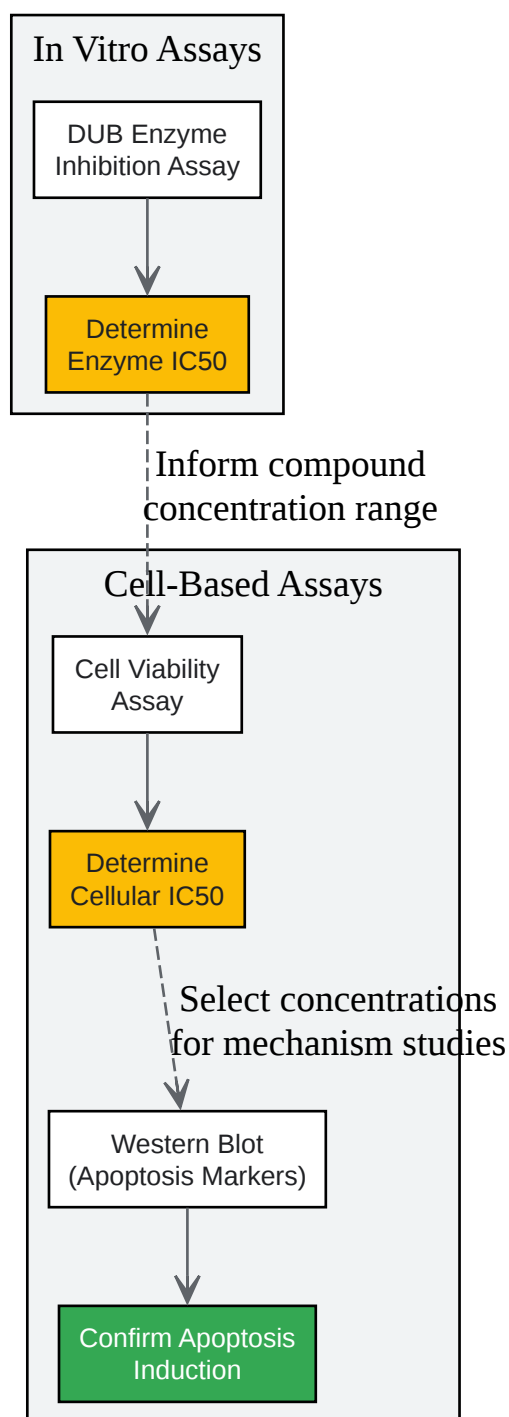 In Vitro Assays
DUB Enzyme
Inhibition Assay
Determine
Enzyme IC50
Inform compound
concentration range
Cell-Based Assays
Cell Viability
Assay
Determine
Cellular IC50
Select concentrations
for mechanism studies
Western Blot
(Apoptosis Markers)
Confirm Apoptosis
Induction